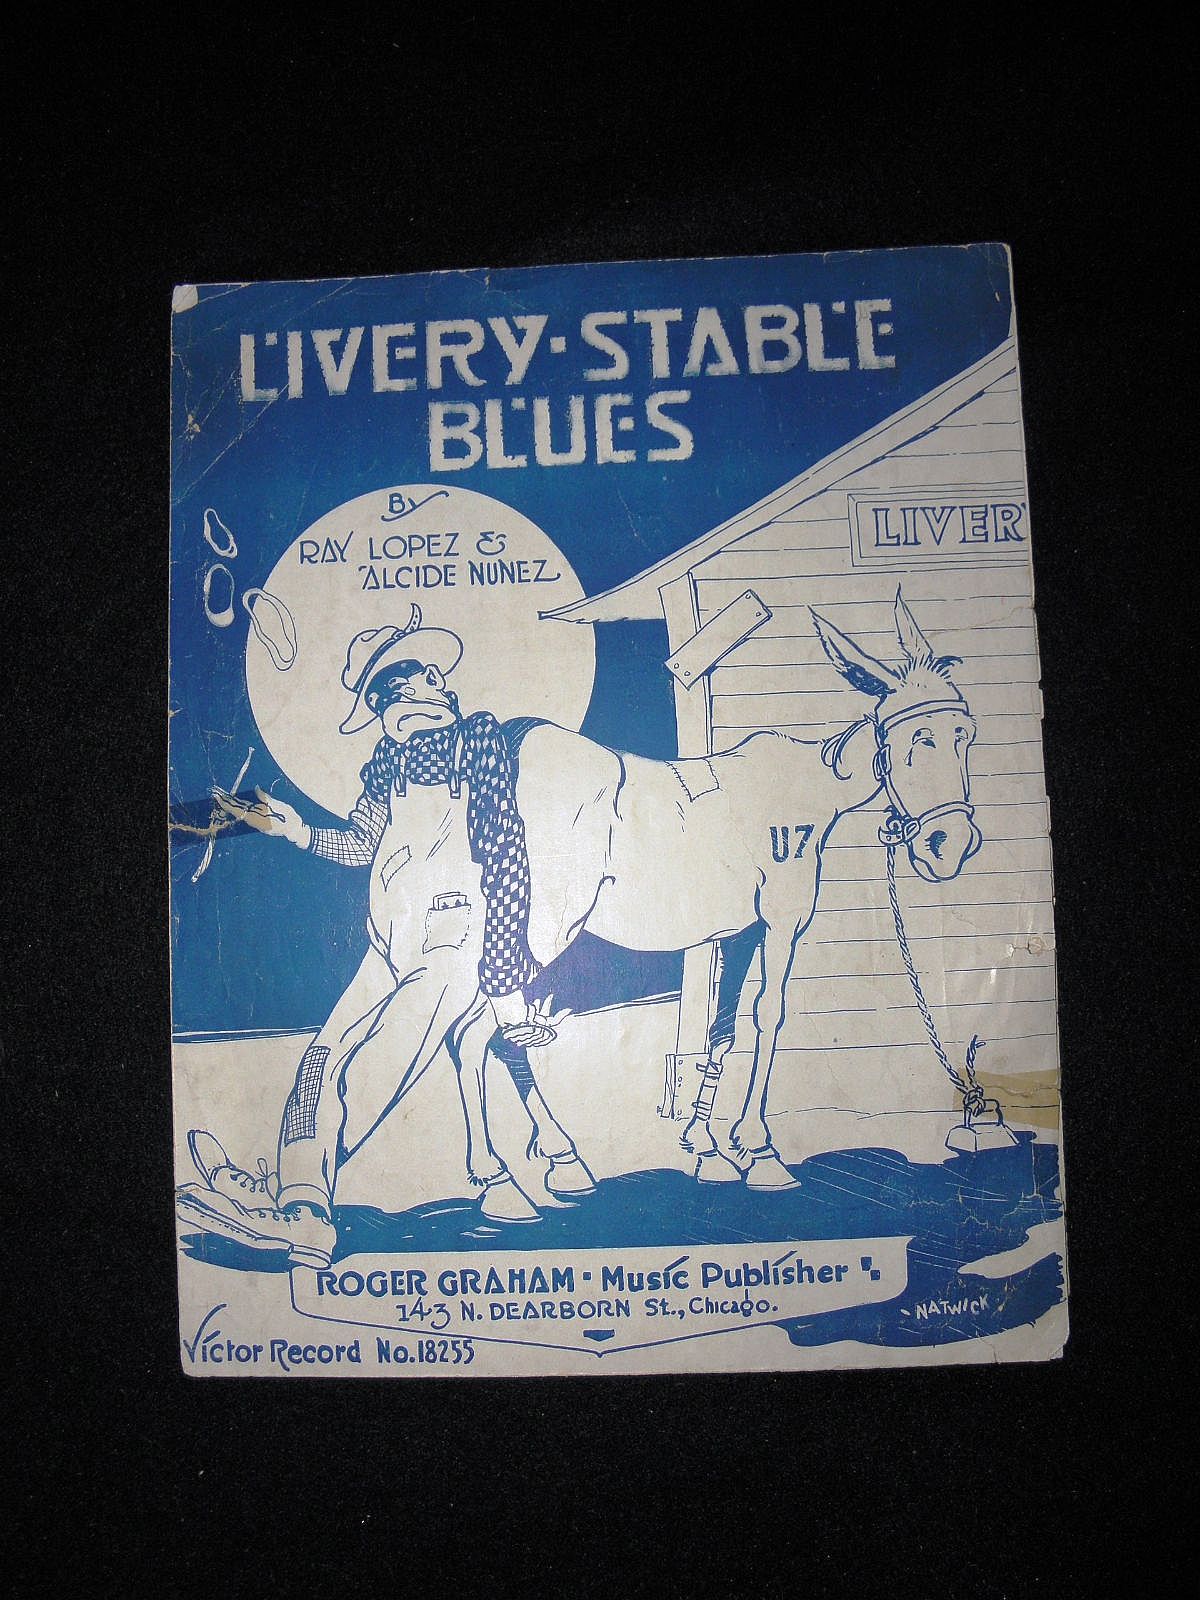 LIVERY-STABLE
BLUES
BY
RAY LOPEZ &
ALCIDE NUNEZ
LIVERY
U7
ROGER GRAHAM - Music Publisher
143 N. DEARBORN St., Chicago.
NATWICK
Victor Record No. 18255